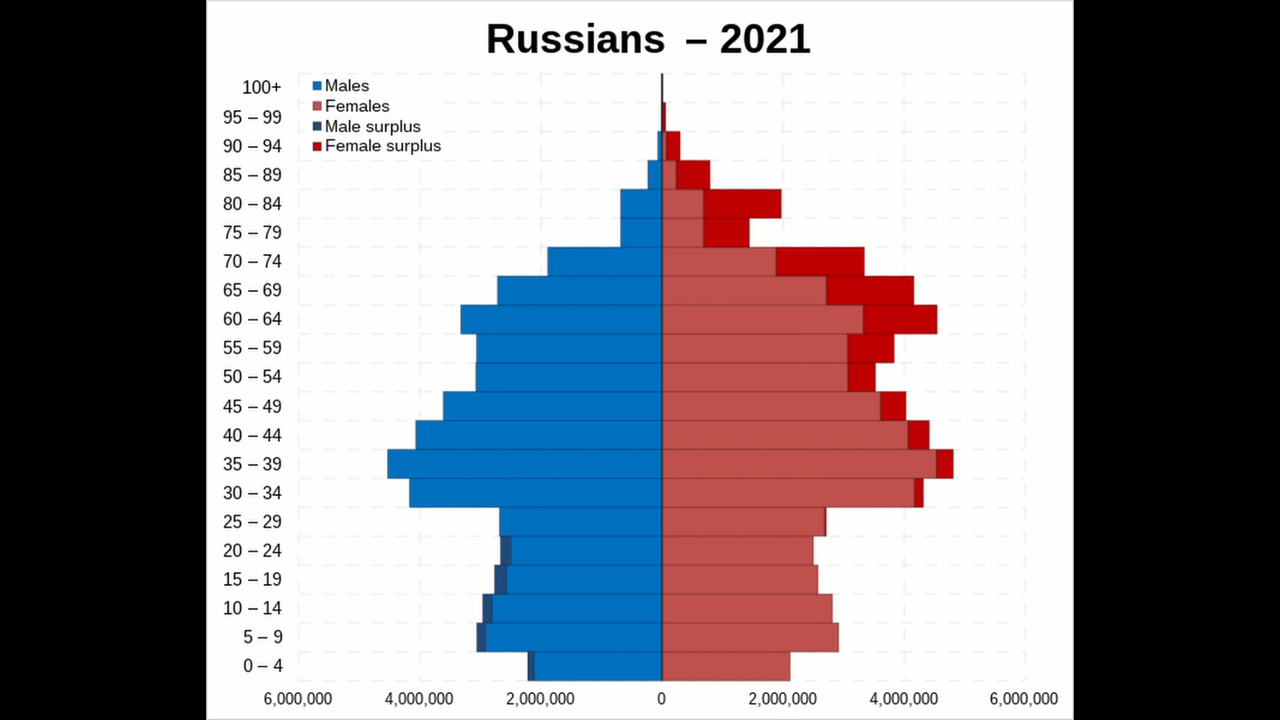 Russians – 2021
Males
Females
Male surplus
Female surplus
100+
95 – 99
90 – 94
85 – 89
80 – 84
75 – 79
70 – 74
65 – 69
60 – 64
55 – 59
50 – 54
45 – 49
40 – 44
35 – 39
30 – 34
25 – 29
20 – 24
15 – 19
10 – 14
5 – 9
0 – 4
6,000,000 4,000,000 2,000,000 0 2,000,000 4,000,000 6,000,000